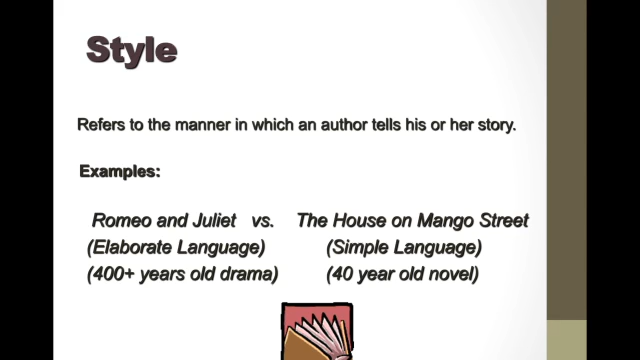 Style
Refers to the manner in which an author tells his or her story.
Examples:
Romeo and Juliet vs. The House on Mango Street
(Elaborate Language) (Simple Language)
(400+ years old drama) (40 year old novel)